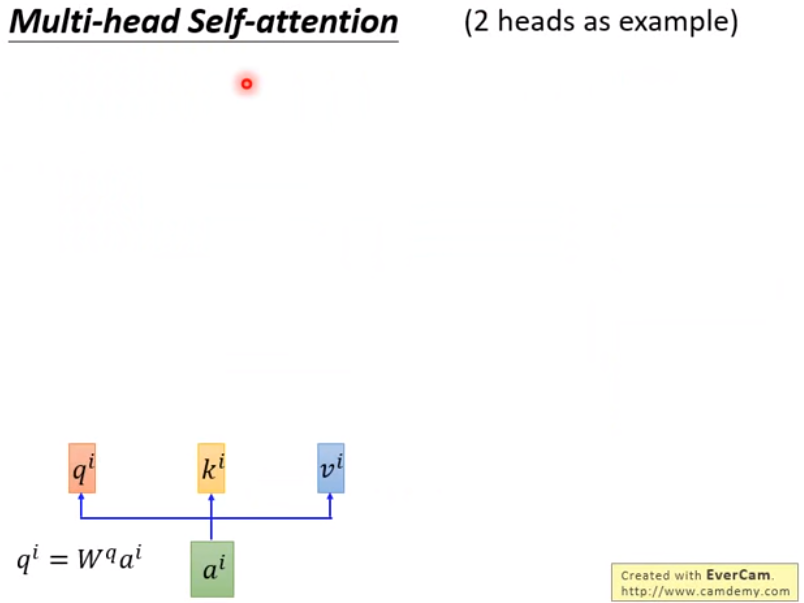 Multi-head Self-attention (2 heads as example)
qⁱ kⁱ vⁱ
qⁱ = W^q aⁱ
aⁱ
Created with EverCam.
http://www.camdemy.com